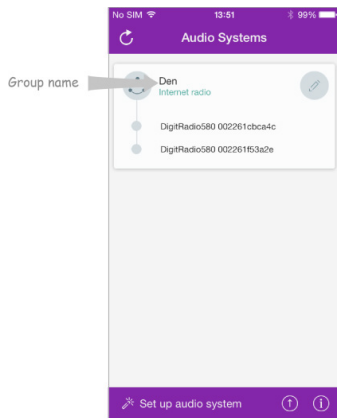 No SIM 13:51 99%
Audio Systems
Group name
Den
Internet radio
DigitRadio580 002261cbca4c
DigitRadio580 002261f53a2e
Set up audio system